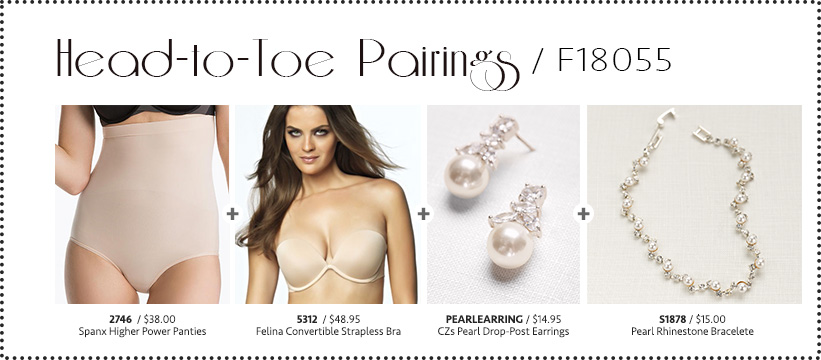 Head-to-Toe Pairings / F18055
+ + +
2746 / $38.00
Spanx Higher Power Panties
5312 / $48.95
Felina Convertible Strapless Bra
PEARLEARRING / $14.95
CZs Pearl Drop-Post Earrings
S1878 / $15.00
Pearl Rhinestone Bracelete